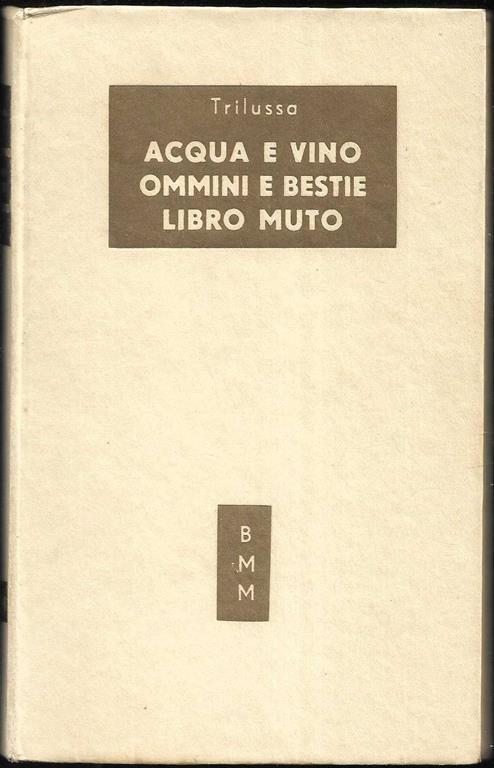 Trilussa
ACQUA E VINO
OMMINI E BESTIE
LIBRO MUTO
B
M
M